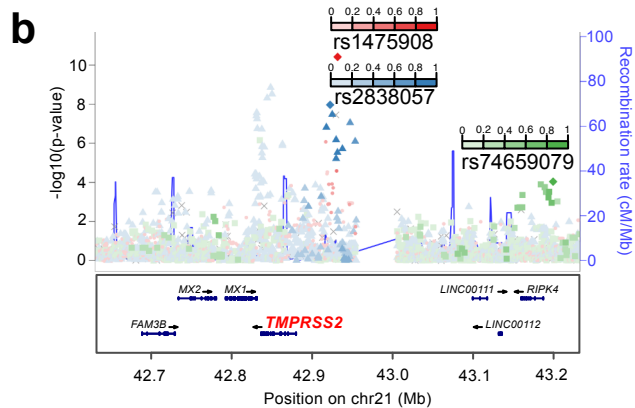 b
0 0.2 0.4 0.6 0.8 1
rs1475908
0 0.2 0.4 0.6 0.8 1
rs2838057
0 0.2 0.4 0.6 0.8 1
rs74659079
-log10(p-value)
10
8
6
4
2
0
100
80
60
40
20
0
Recombination rate (cM/Mb)
MX2
MX1
LINC00111
RIPK4
FAM3B
TMPRSS2
LINC00112
42.7 42.8 42.9 43.0 43.1 43.2
Position on chr21 (Mb)